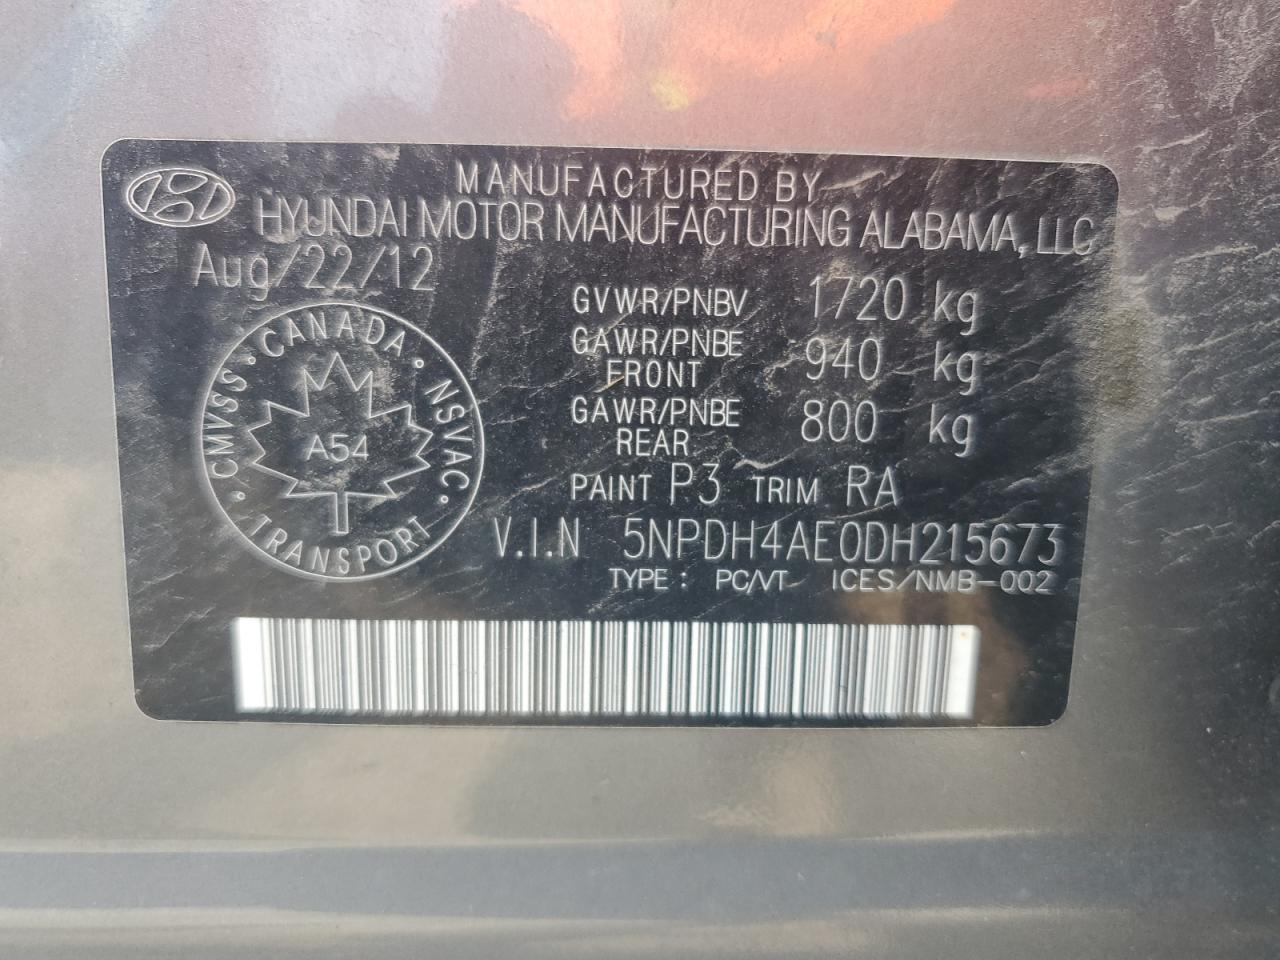 MANUFACTURED BY
HYUNDAI MOTOR MANUFACTURING ALABAMA, LLC
Aug/22/12
GVWR/PNBV 1720 kg
GAWR/PNBE FRONT 940 kg
GAWR/PNBE REAR 800 kg
PAINT P3 TRIM RA
V.I.N 5NPDH4AE0DH215673
TYPE : PC/VT ICES/NMB-002
CANADA
· CMVSS · NSVAC ·
A54
TRANSPORT